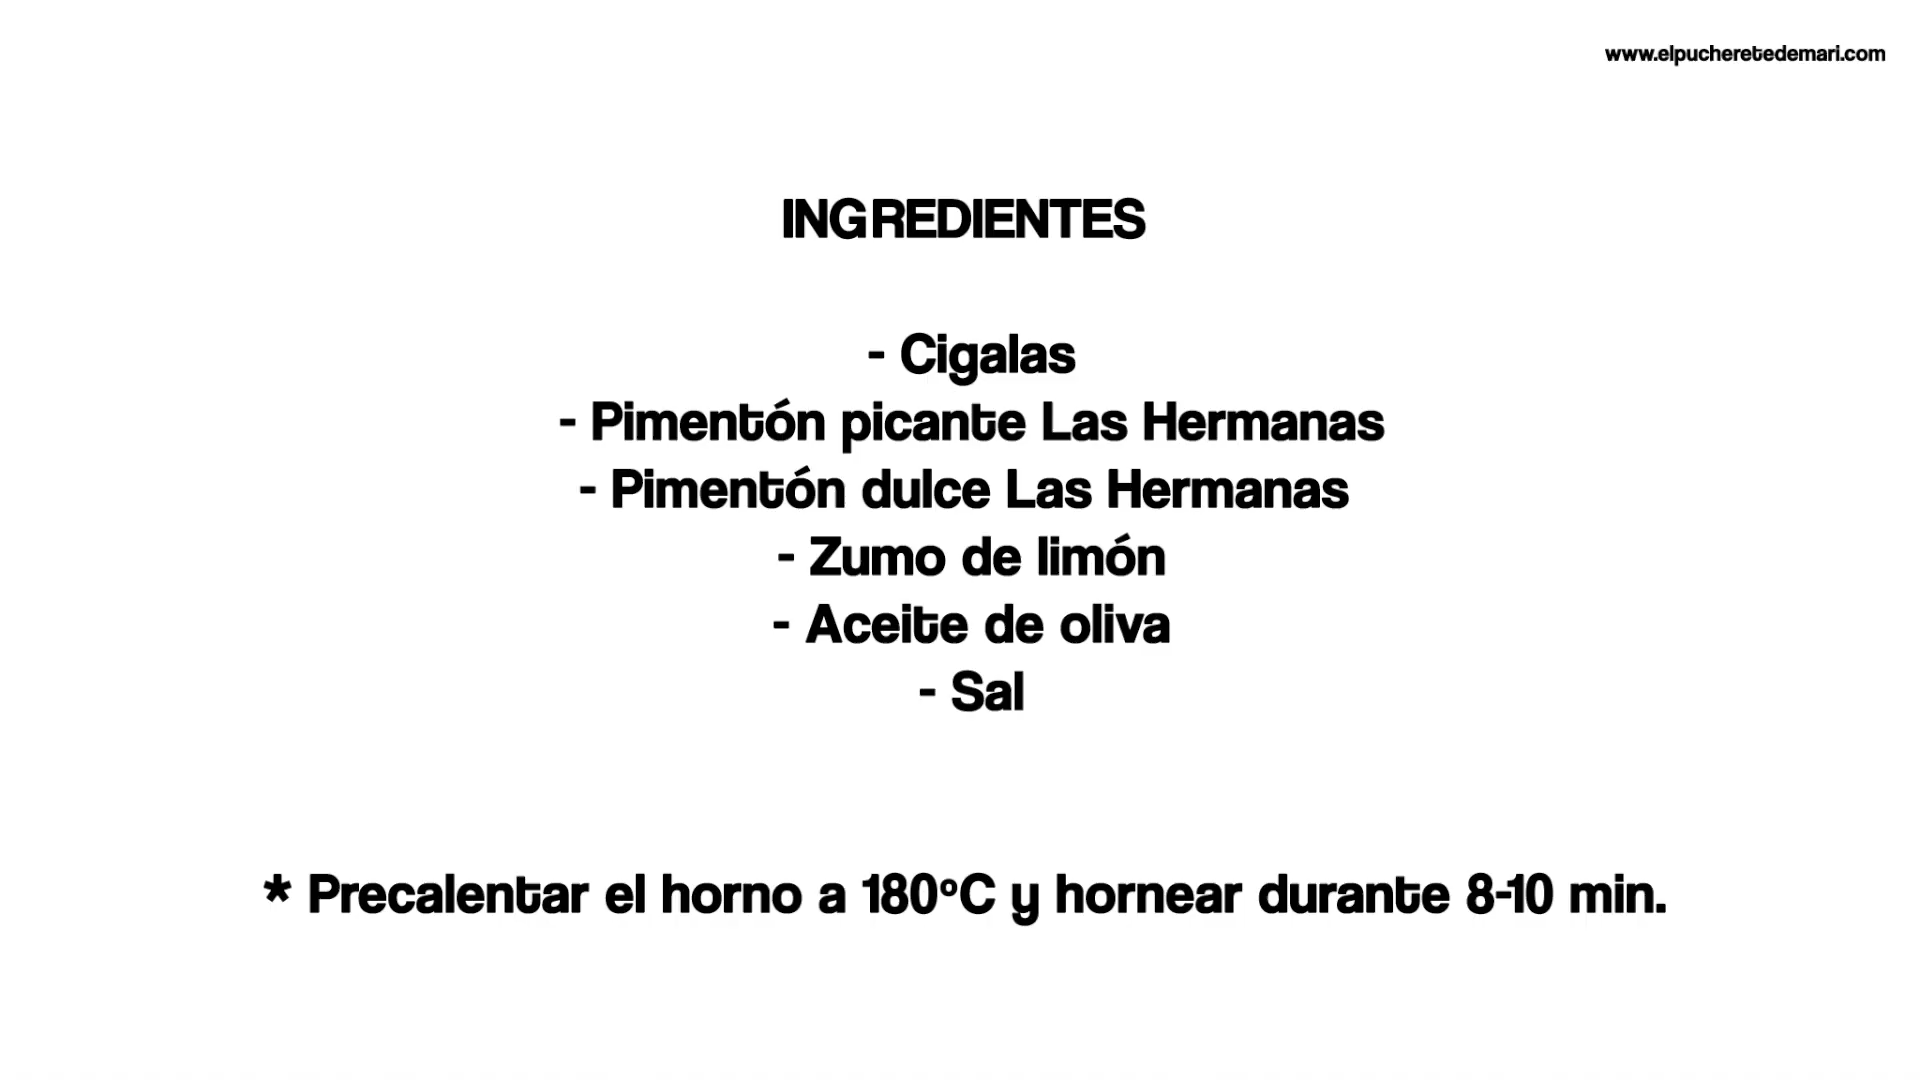 www.elpucheretedemari.com
INGREDIENTES
- Cigalas
- Pimentón picante Las Hermanas
- Pimentón dulce Las Hermanas
- Zumo de limón
- Aceite de oliva
- Sal
* Precalentar el horno a 180ºC y hornear durante 8-10 min.